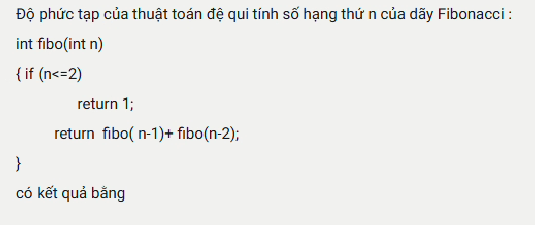 Độ phức tạp của thuật toán đệ qui tính số hạng thứ n của dãy Fibonacci :
int fibo(int n)
{ if (n<=2)
return 1;
return fibo( n-1)+ fibo(n-2);
}
có kết quả bằng